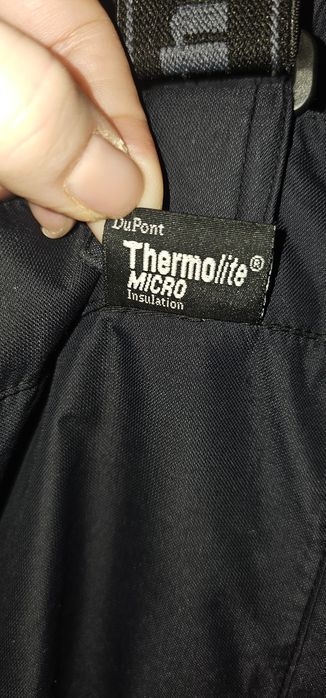 DuPont
Thermolite®
MICRO
Insulation